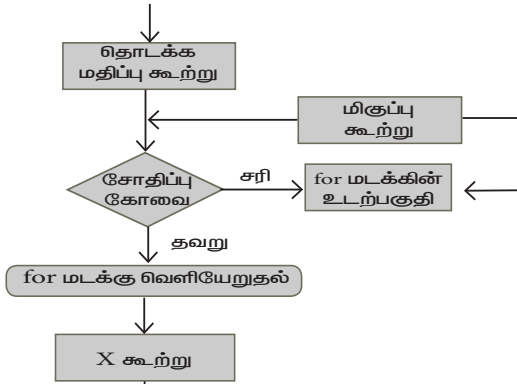 தொடக்க
மதிப்பு கூற்று
மிகுப்பு
கூற்று
சோதிப்பு
கோவை
சரி
for மடக்கின்
உடற்பகுதி
தவறு
for மடக்கு வெளியேறுதல்
X கூற்று